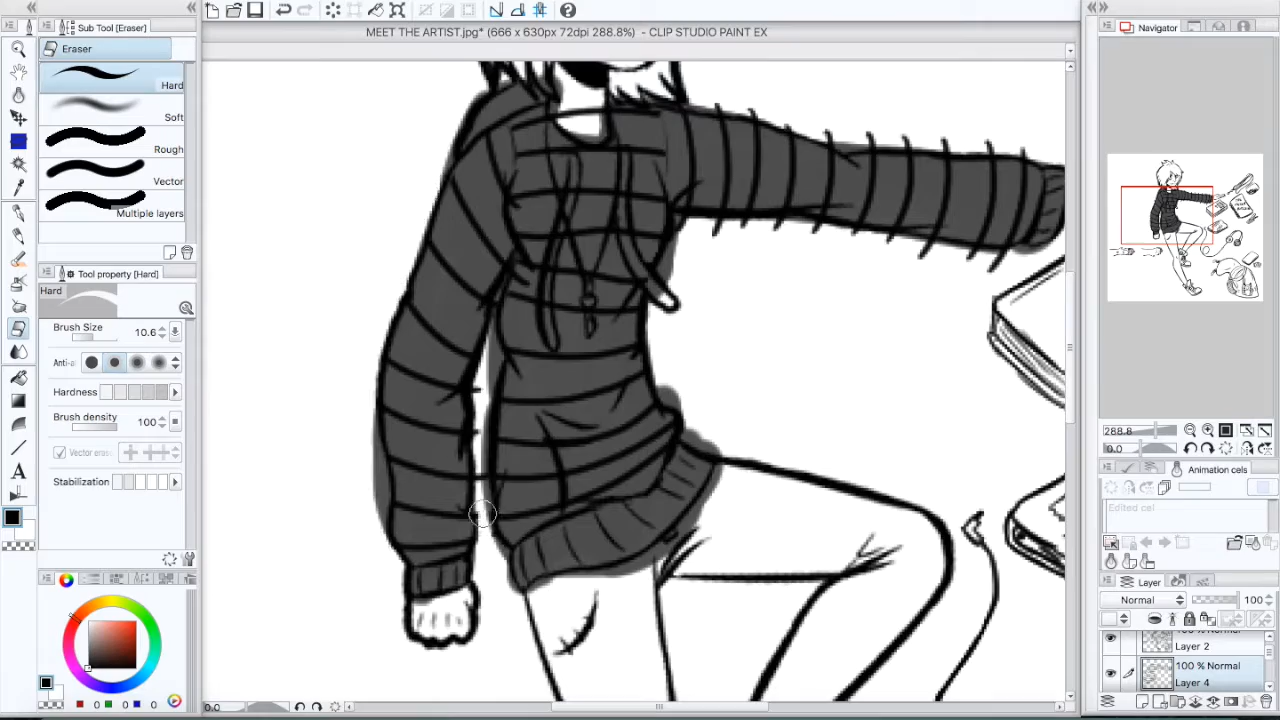 MEET THE ARTIST.jpg* (666 x 630px 72dpi 288.8%) - CLIP STUDIO PAINT EX
Sub Tool [Eraser]
Eraser
Hard
Soft
Rough
Vector
Multiple layers
Tool property [Hard]
Hard
Brush Size 10.6
Anti-a
Hardness
Brush density 100
Vector eras
Stabilization
0 0 0
0.0
Navigator
288.8
0.0
Animation cels
Edited cel
Layer
Normal 100
100 % Normal
Layer 2
100 % Normal
Layer 4